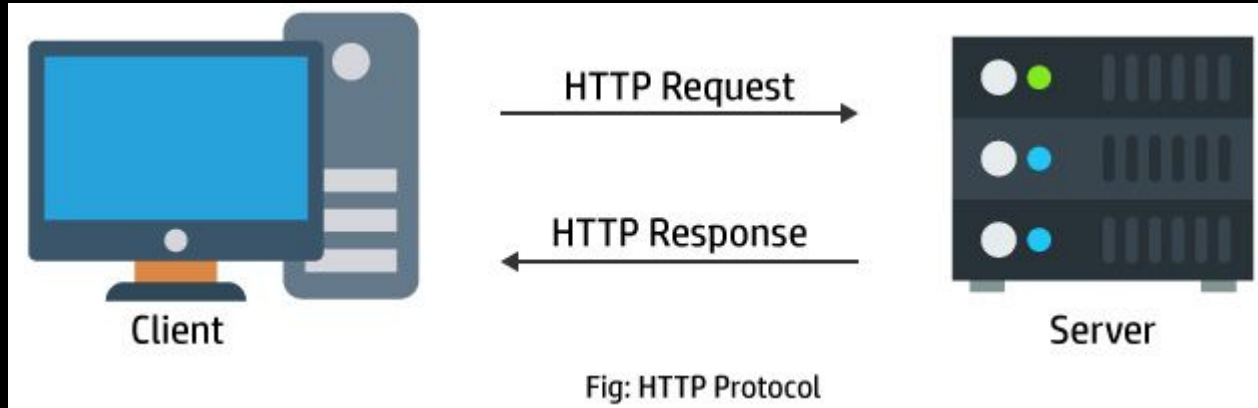 HTTP Request
HTTP Response
Client
Server
Fig: HTTP Protocol